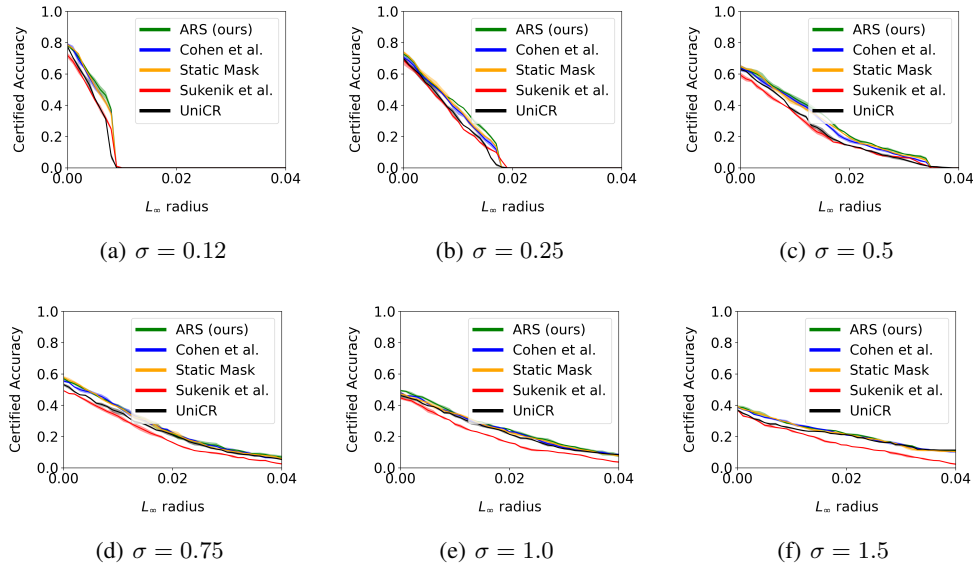 1.0
0.8
0.6
0.4
0.2
0.0
Certified Accuracy
ARS (ours)
Cohen et al.
Static Mask
Sukenik et al.
UniCR
0.00 0.02 0.04
L∞ radius
(a) σ = 0.12
1.0
0.8
0.6
0.4
0.2
0.0
Certified Accuracy
ARS (ours)
Cohen et al.
Static Mask
Sukenik et al.
UniCR
0.00 0.02 0.04
L∞ radius
(b) σ = 0.25
1.0
0.8
0.6
0.4
0.2
0.0
Certified Accuracy
ARS (ours)
Cohen et al.
Static Mask
Sukenik et al.
UniCR
0.00 0.02 0.04
L∞ radius
(c) σ = 0.5
1.0
0.8
0.6
0.4
0.2
0.0
Certified Accuracy
ARS (ours)
Cohen et al.
Static Mask
Sukenik et al.
UniCR
0.00 0.02 0.04
L∞ radius
(d) σ = 0.75
1.0
0.8
0.6
0.4
0.2
0.0
Certified Accuracy
ARS (ours)
Cohen et al.
Static Mask
Sukenik et al.
UniCR
0.00 0.02 0.04
L∞ radius
(e) σ = 1.0
1.0
0.8
0.6
0.4
0.2
0.0
Certified Accuracy
ARS (ours)
Cohen et al.
Static Mask
Sukenik et al.
UniCR
0.00 0.02 0.04
L∞ radius
(f) σ = 1.5